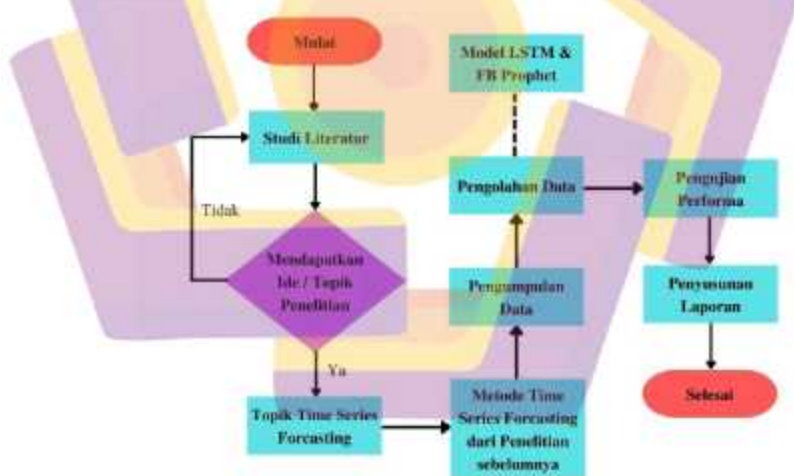 Mulai
Studi Literatur
Tidak
Mendapatkan
Ide / Topik
Penelitian
Ya
Topik Time Series
Forcasting
Metode Time
Series Forcasting
dari Penelitian
sebelumnya
Pengumpulan
Data
Pengolahan Data
Model LSTM &
FB Prophet
Pengujian
Performa
Penyusunan
Laporan
Selesai